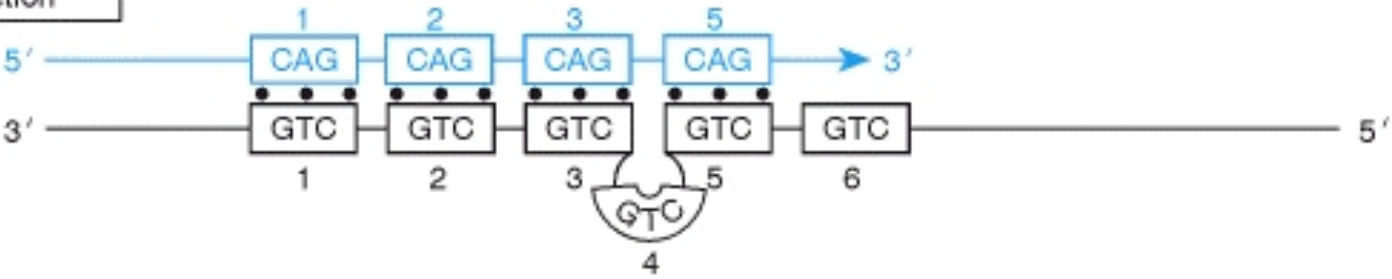 1 2 3 5
5′ CAG CAG CAG CAG 3′
3′ GTC GTC GTC GTC GTC 5′
1 2 3 5 6
GTC
4